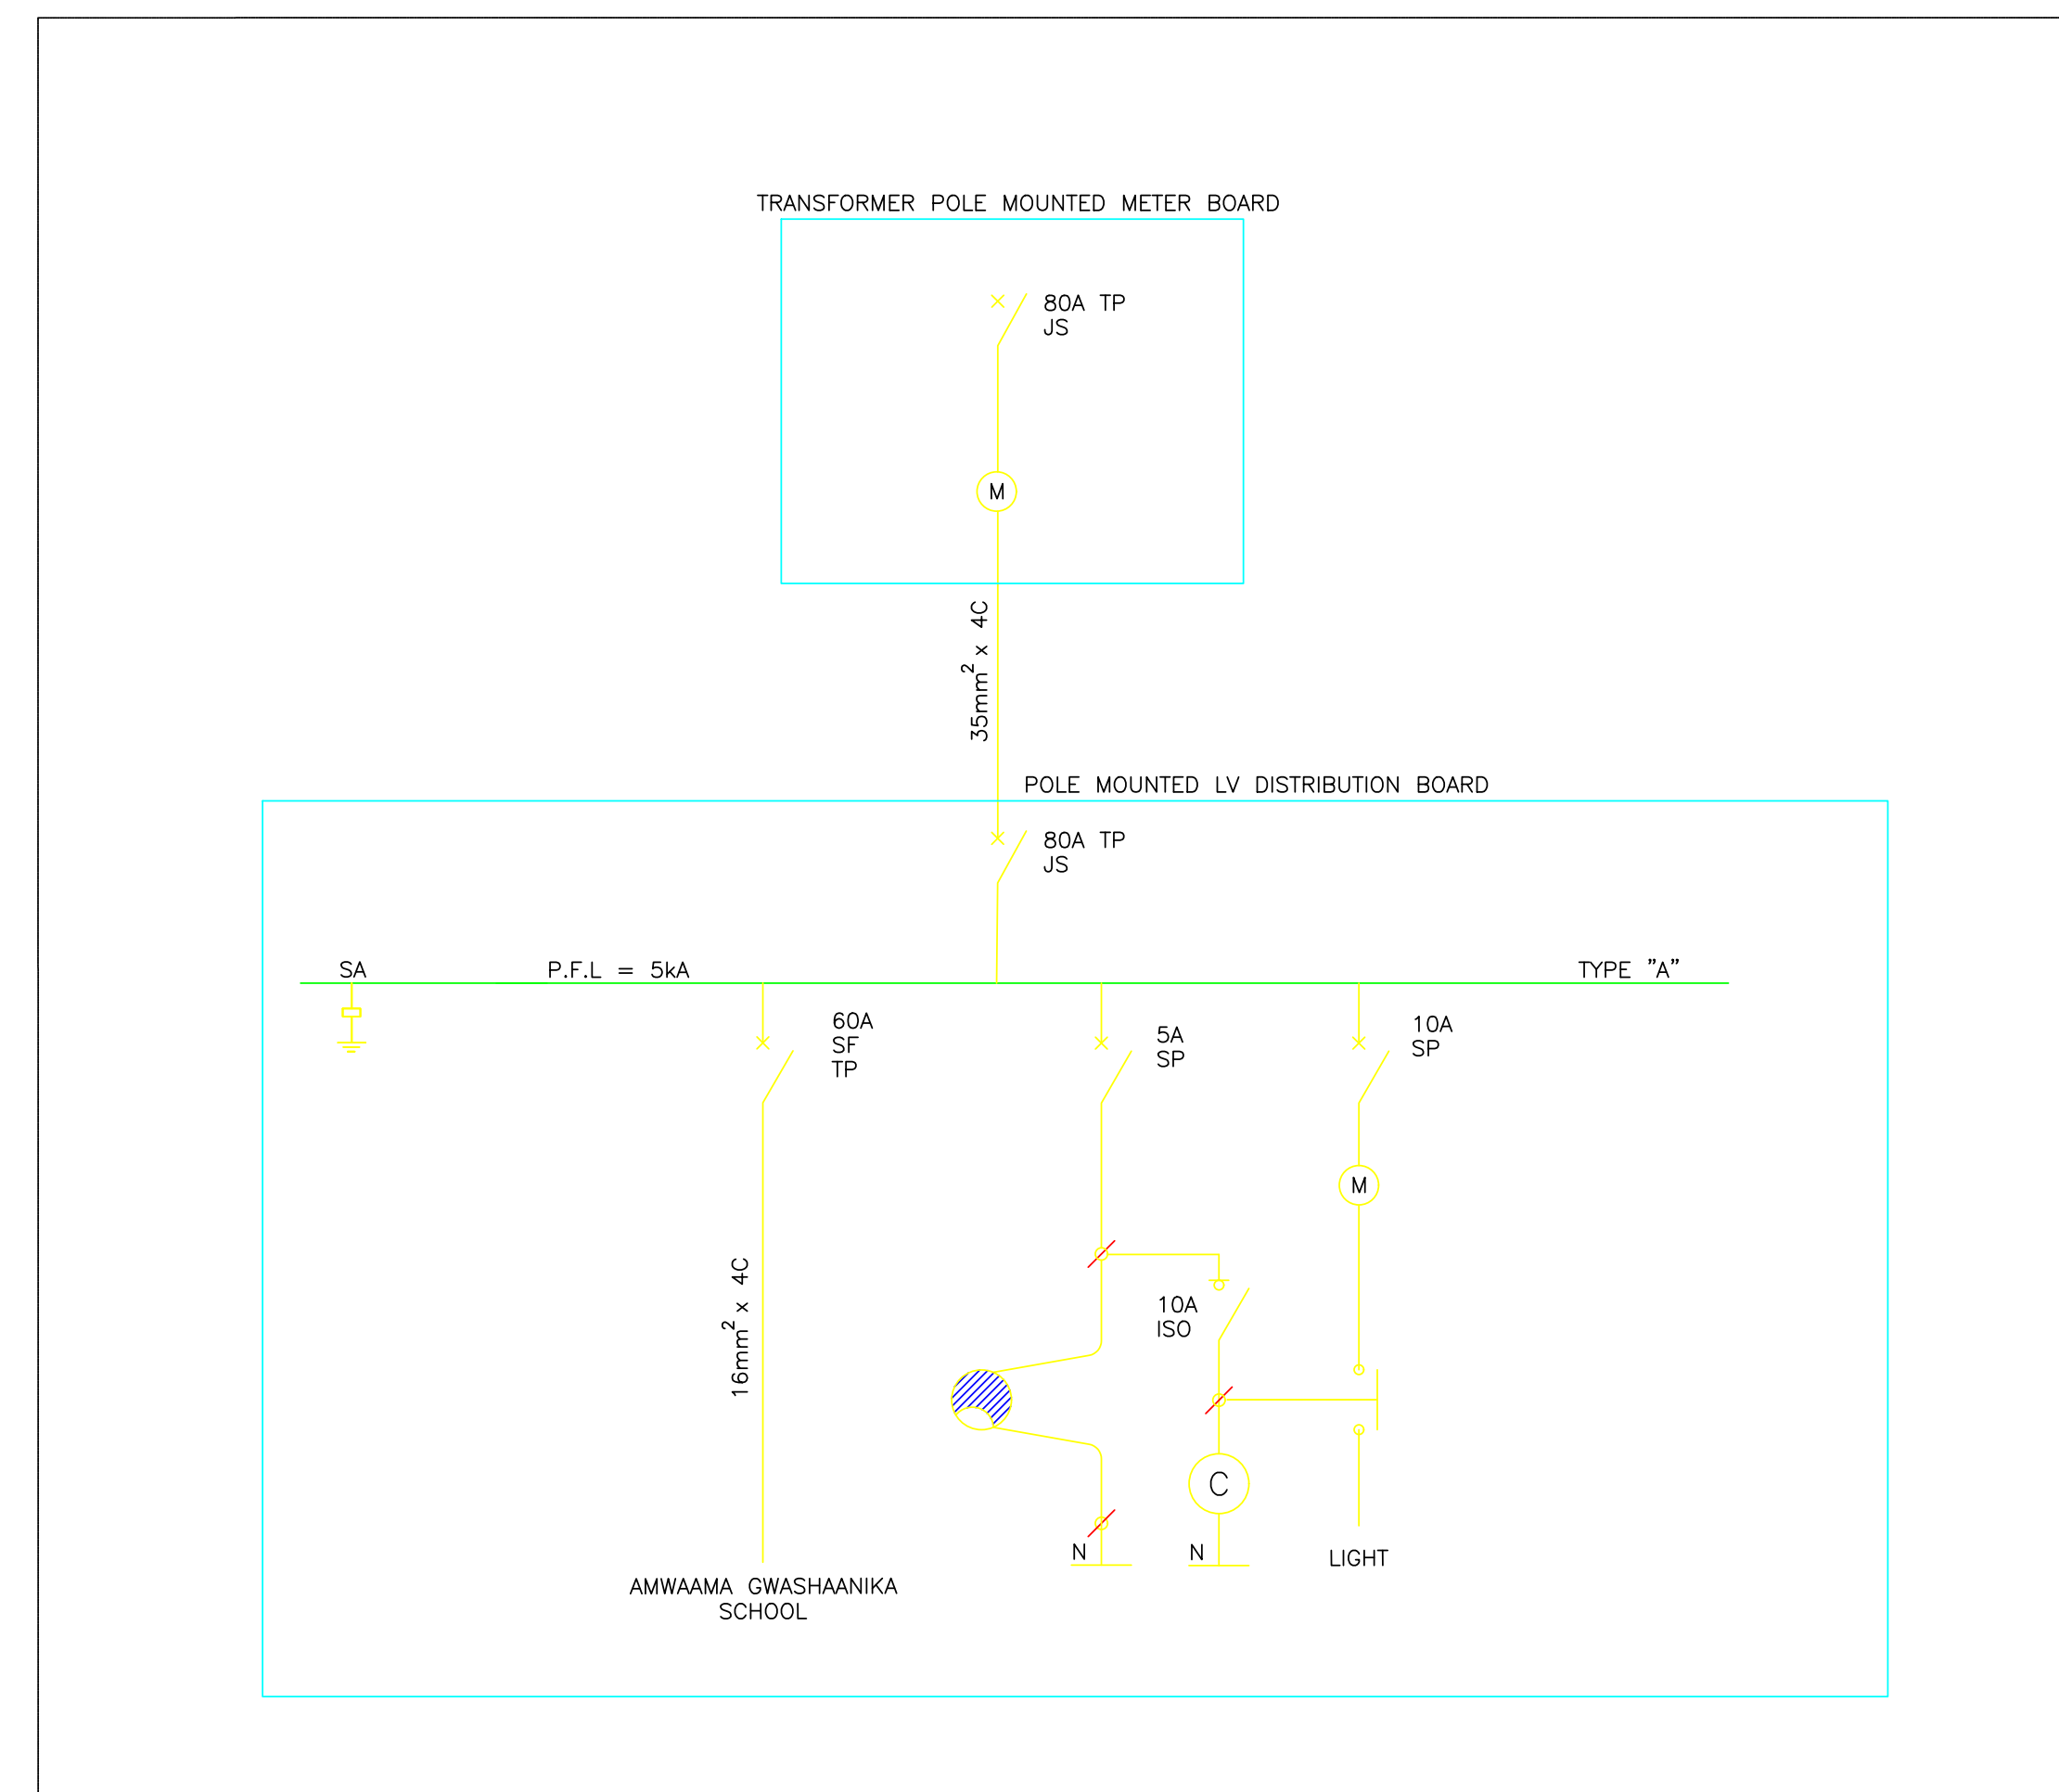 TRANSFORMER POLE MOUNTED METER BOARD
80A TP
JS
M
35mm² x 4C
POLE MOUNTED LV DISTRIBUTION BOARD
80A TP
JS
SA
P.F.L = 5kA
TYPE "A"
60A
SF
TP
5A
SP
10A
SP
M
16mm² x 4C
10A
ISO
C
N
N
LIGHT
AMWAAMA GWASHAANIKA
SCHOOL